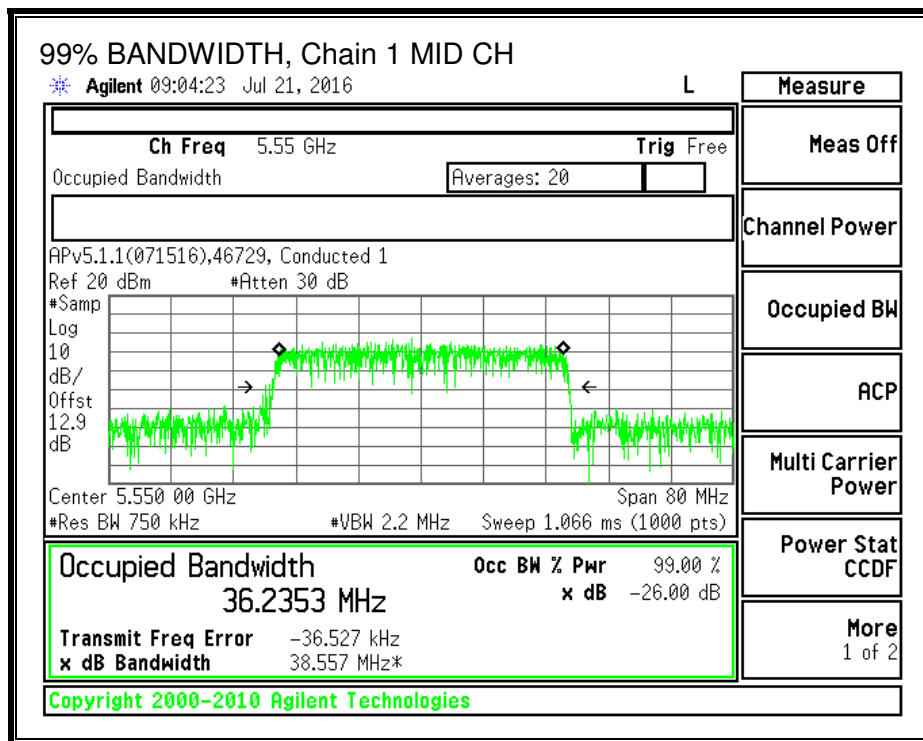 99% BANDWIDTH, Chain 1 MID CH
Agilent 09:04:23 Jul 21, 2016 L
Measure
Ch Freq 5.55 GHz Trig Free
Meas Off
Occupied Bandwidth Averages: 20
Channel Power
APv5.1.1(071516),46729, Conducted 1
Ref 20 dBm #Atten 30 dB
#Samp
Log
10
dB/
Offst
12.9
dB
Occupied BW
ACP
Multi Carrier
Power
Center 5.550 00 GHz Span 80 MHz
#Res BW 750 kHz #VBW 2.2 MHz Sweep 1.066 ms (1000 pts)
Power Stat
CCDF
Occupied Bandwidth Occ BW % Pwr 99.00 %
36.2353 MHz x dB -26.00 dB
Transmit Freq Error -36.527 kHz
x dB Bandwidth 38.557 MHz*
More
1 of 2
Copyright 2000-2010 Agilent Technologies